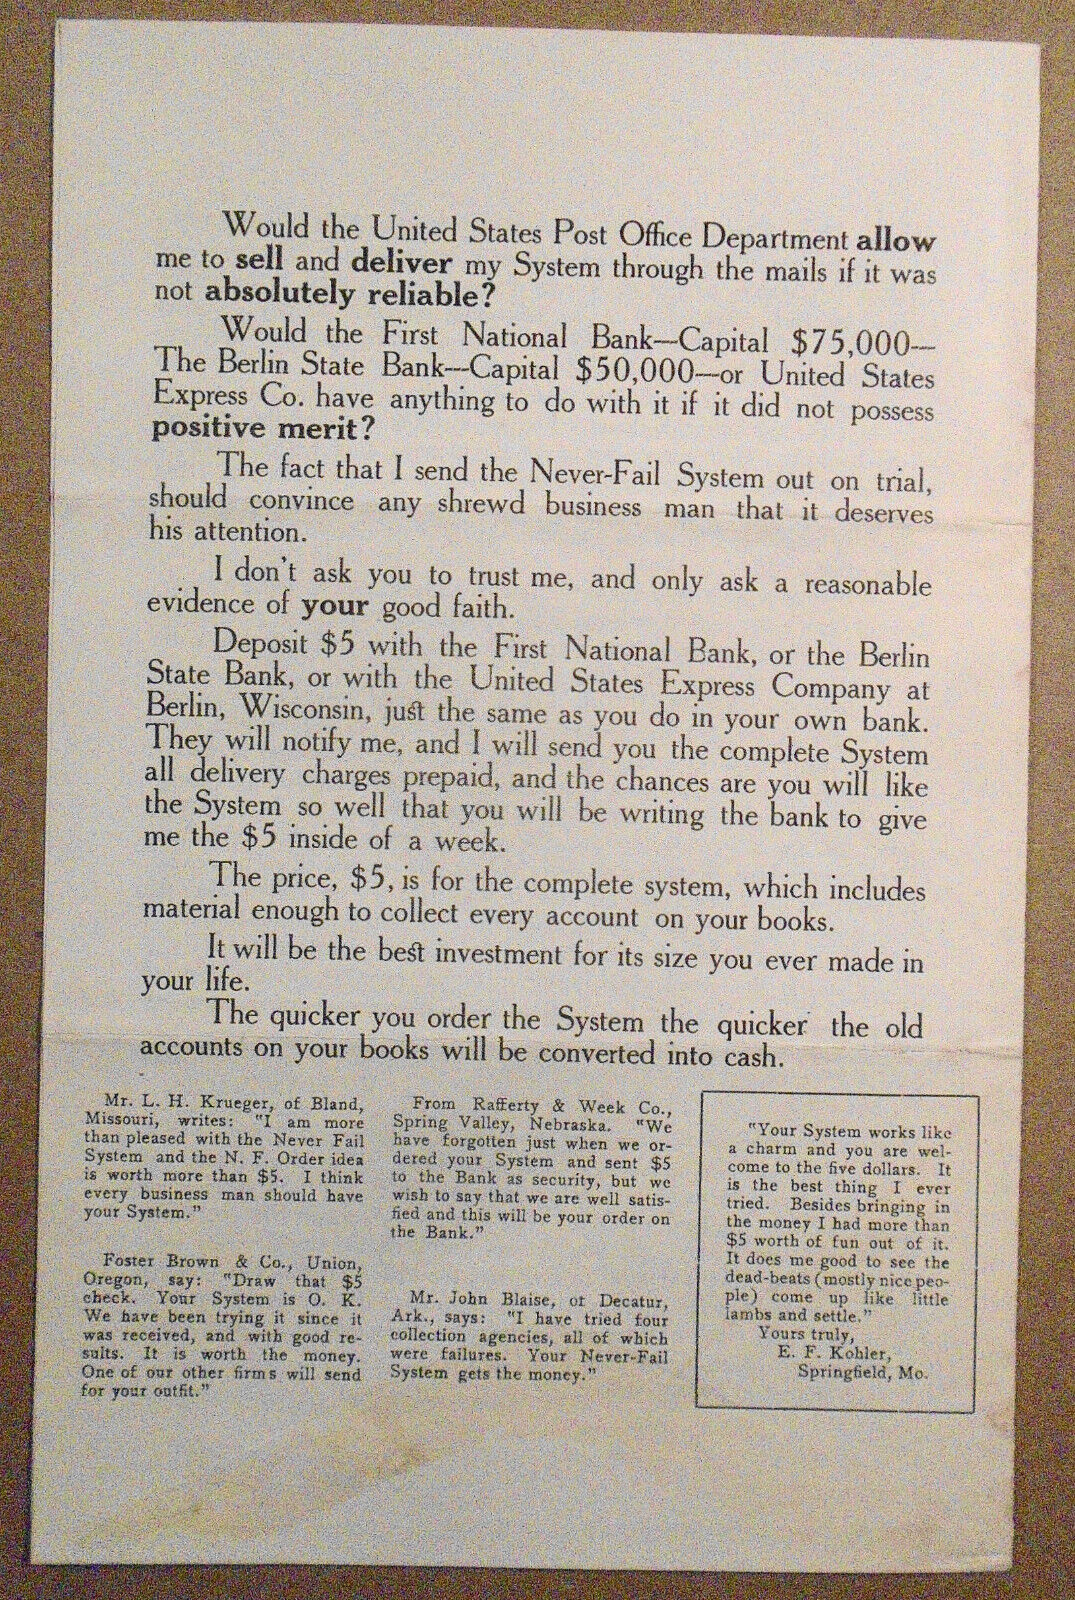 Would the United States Post Office Department allow
me to sell and deliver my System through the mails if it was
not absolutely reliable?
Would the First National Bank—Capital $75,000—
The Berlin State Bank—Capital $50,000—or United States
Express Co. have anything to do with it if it did not possess
positive merit?
The fact that I send the Never-Fail System out on trial,
should convince any shrewd business man that it deserves
his attention.
I don't ask you to trust me, and only ask a reasonable
evidence of your good faith.
Deposit $5 with the First National Bank, or the Berlin
State Bank, or with the United States Express Company at
Berlin, Wisconsin, just the same as you do in your own bank.
They will notify me, and I will send you the complete System
all delivery charges prepaid, and the chances are you will like
the System so well that you will be writing the bank to give
me the $5 inside of a week.
The price, $5, is for the complete system, which includes
material enough to collect every account on your books.
It will be the best investment for its size you ever made in
your life.
The quicker you order the System the quicker the old
accounts on your books will be converted into cash.
Mr. L. H. Krueger, of Bland,
Missouri, writes: "I am more
than pleased with the Never Fail
System and the N. F. Order idea
is worth more than $5. I think
every business man should have
your System."
Foster Brown & Co., Union,
Oregon, say: "Draw that $5
check. Your System is O. K.
We have been trying it since it
was received, and with good re-
sults. It is worth the money.
One of our other firms will send
for your outfit."
From Rafferty & Week Co.,
Spring Valley, Nebraska. "We
have forgotten just when we or-
dered your System and sent $5
to the Bank as security, but we
wish to say that we are well satis-
fied and this will be your order on
the Bank."
Mr. John Blaise, of Decatur,
Ark., says: "I have tried four
collection agencies, all of which
were failures. Your Never-Fail
System gets the money."
"Your System works like
a charm and you are wel-
come to the five dollars. It
is the best thing I ever
tried. Besides bringing in
the money I had more than
$5 worth of fun out of it.
It does me good to see the
dead-beats (mostly nice peo-
ple) come up like little
lambs and settle."
Yours truly,
E. F. Kohler,
Springfield, Mo.